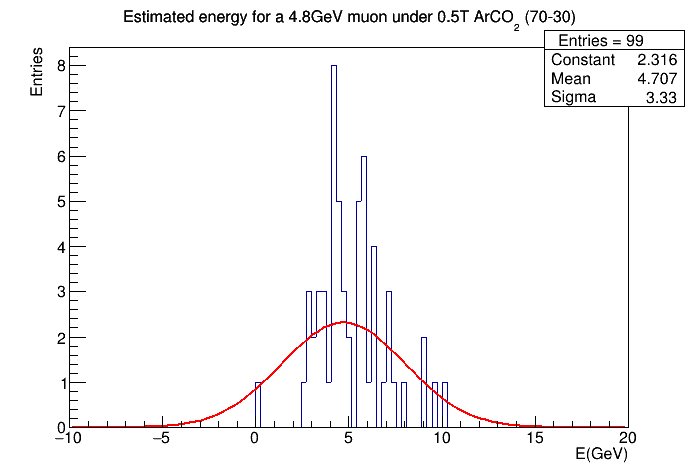 Estimated energy for a 4.8GeV muon under 0.5T ArCO2 (70-30)
Entries = 99
Constant 2.316
Mean 4.707
Sigma 3.33
Entries
8
7
6
5
4
3
2
1
0
−10 −5 0 5 10 15 20
E(GeV)